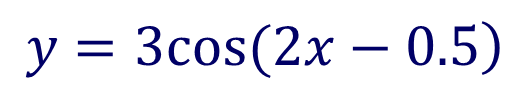 y = 3cos(2x − 0.5)